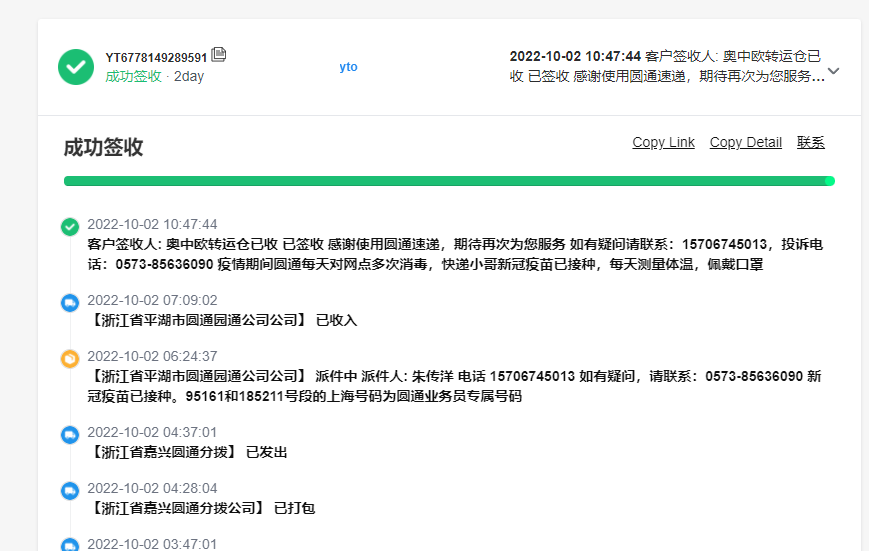 YT6778149289591
成功签收 · 2day
yto
2022-10-02 10:47:44 客户签收人: 奥中欧转运仓已
收 已签收 感谢使用圆通速递，期待再次为您服务...
成功签收
Copy Link Copy Detail 联系
2022-10-02 10:47:44
客户签收人: 奥中欧转运仓已收 已签收 感谢使用圆通速递，期待再次为您服务 如有疑问请联系：15706745013，投诉电
话：0573-85636090 疫情期间圆通每天对网点多次消毒，快递小哥新冠疫苗已接种，每天测量体温，佩戴口罩
2022-10-02 07:09:02
【浙江省平湖市圆通园通公司公司】 已收入
2022-10-02 06:24:37
【浙江省平湖市圆通园通公司公司】 派件中 派件人: 朱传洋 电话 15706745013 如有疑问，请联系：0573-85636090 新
冠疫苗已接种。95161和185211号段的上海号码为圆通业务员专属号码
2022-10-02 04:37:01
【浙江省嘉兴圆通分拨】 已发出
2022-10-02 04:28:04
【浙江省嘉兴圆通分拨公司】 已打包
2022-10-02 03:47:01